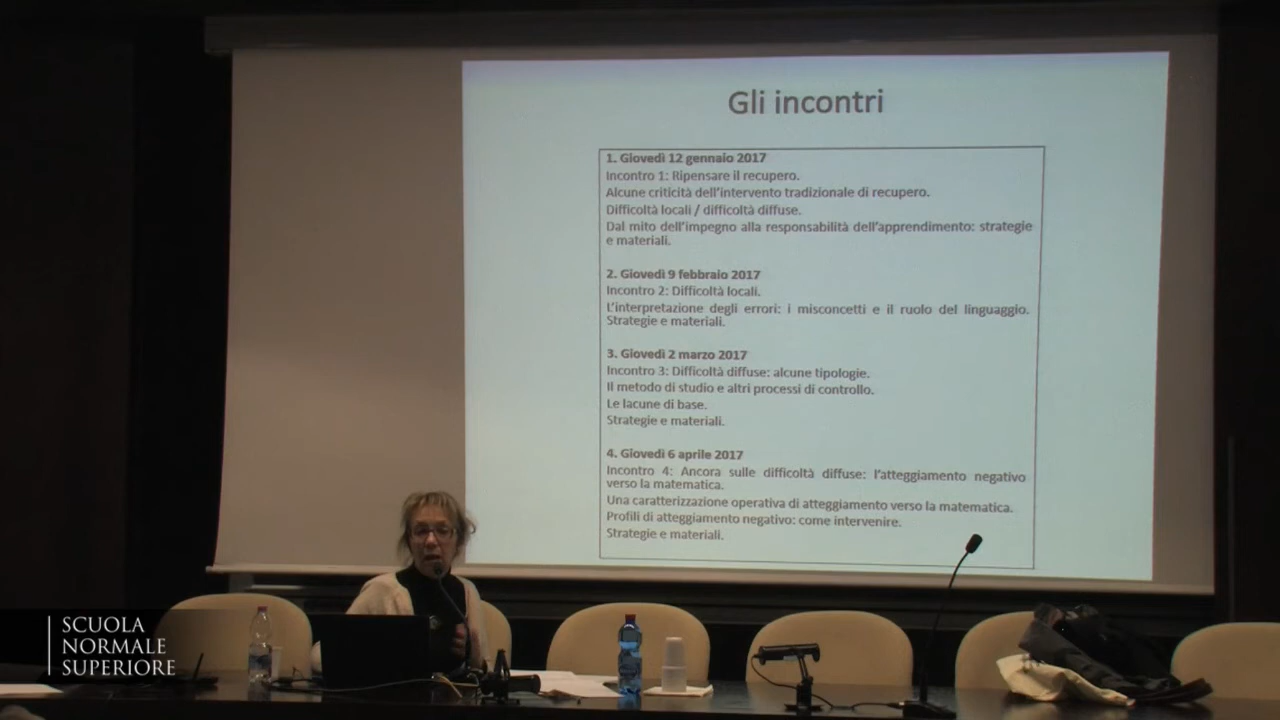 Gli incontri
1. Giovedì 12 gennaio 2017
Incontro 1: Ripensare il recupero.
Alcune criticità dell'intervento tradizionale di recupero.
Difficoltà locali / difficoltà diffuse.
Dal mito dell'impegno alla responsabilità dell'apprendimento: strategie
e materiali.
2. Giovedì 9 febbraio 2017
Incontro 2: Difficoltà locali.
L'interpretazione degli errori: i misconcetti e il ruolo del linguaggio.
Strategie e materiali.
3. Giovedì 2 marzo 2017
Incontro 3: Difficoltà diffuse: alcune tipologie.
Il metodo di studio e altri processi di controllo.
Le lacune di base.
Strategie e materiali.
4. Giovedì 6 aprile 2017
Incontro 4: Ancora sulle difficoltà diffuse: l'atteggiamento negativo
verso la matematica.
Una caratterizzazione operativa di atteggiamento verso la matematica.
Profili di atteggiamento negativo: come intervenire.
Strategie e materiali.
SCUOLA
NORMALE
SUPERIORE